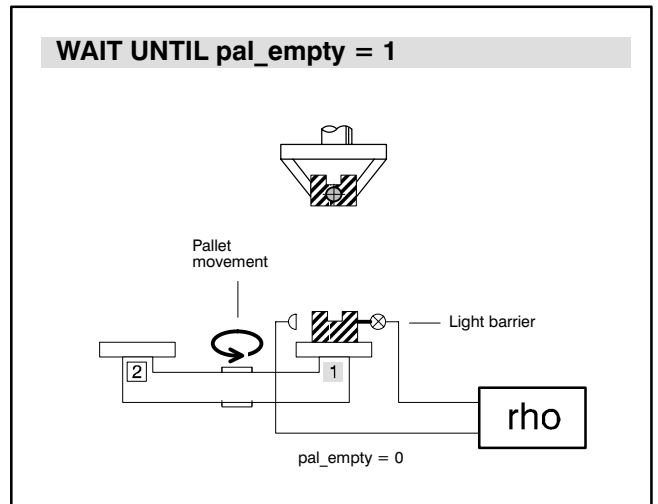 WAIT UNTIL pal_empty = 1
Pallet
movement
Light barrier
2
1
rho
pal_empty = 0